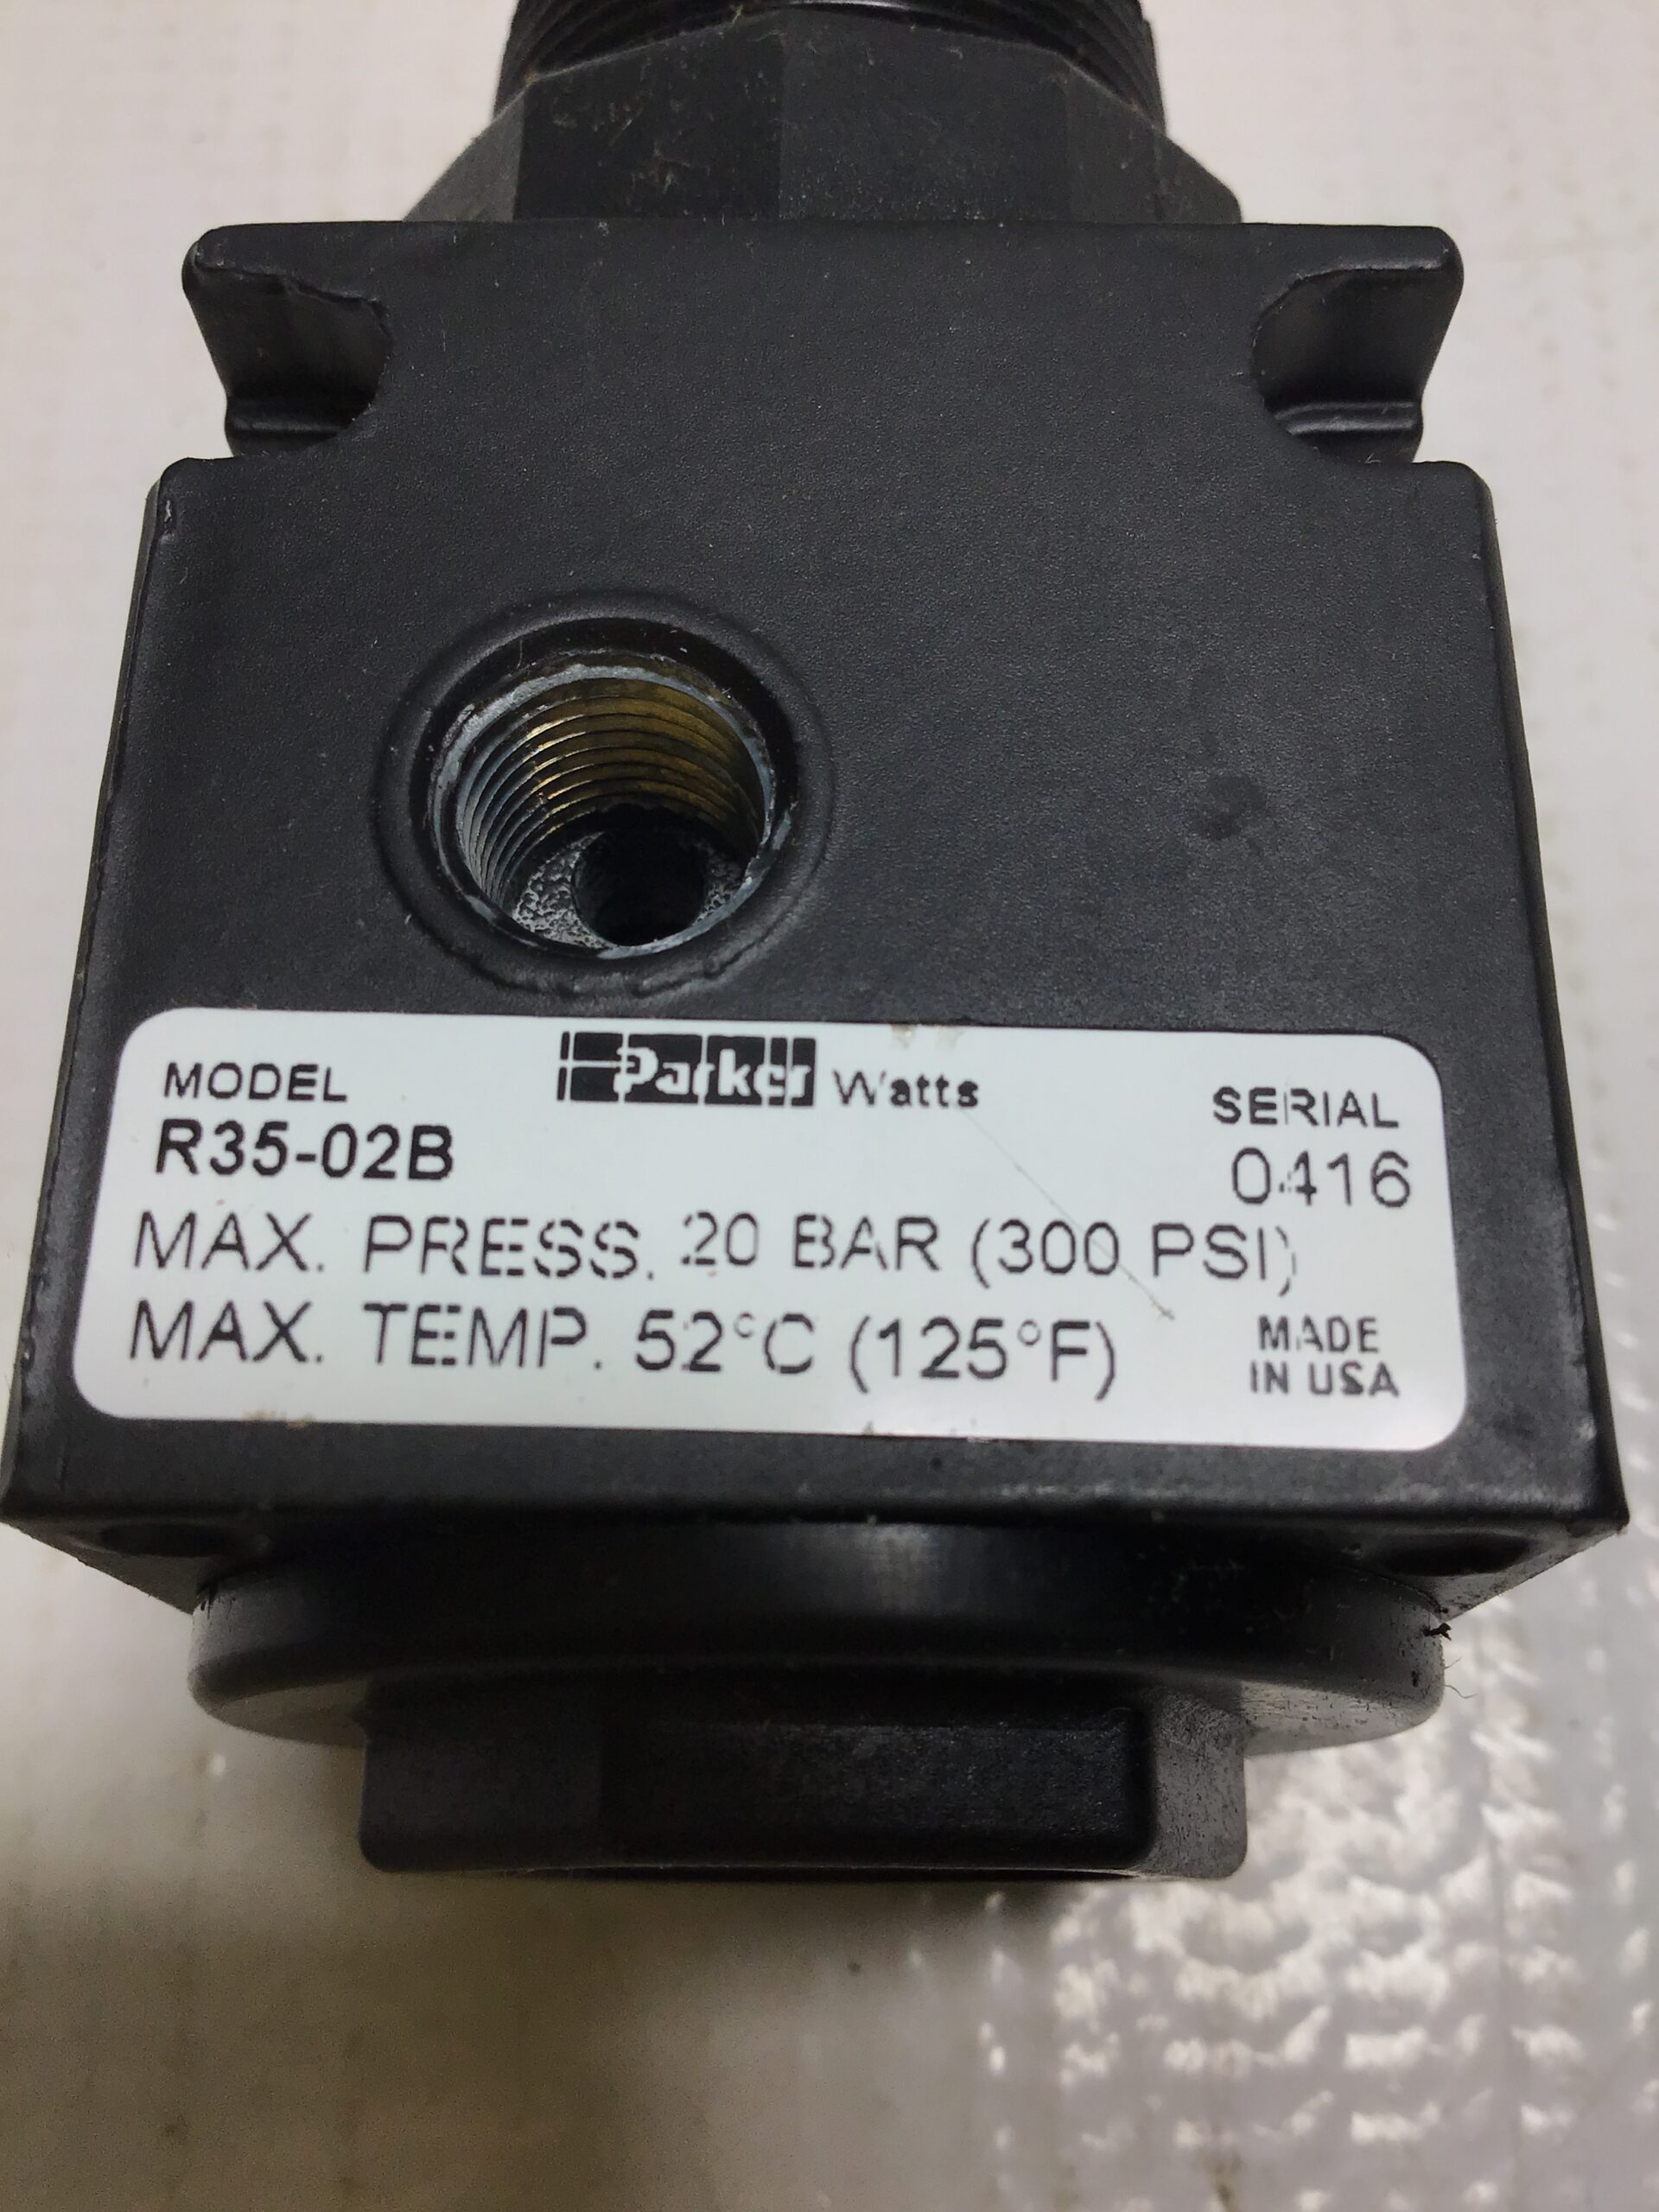 MODEL Parker Watts SERIAL
R35-02B 0416
MAX. PRESS. 20 BAR (300 PSI)
MAX. TEMP. 52°C (125°F) MADE
IN USA